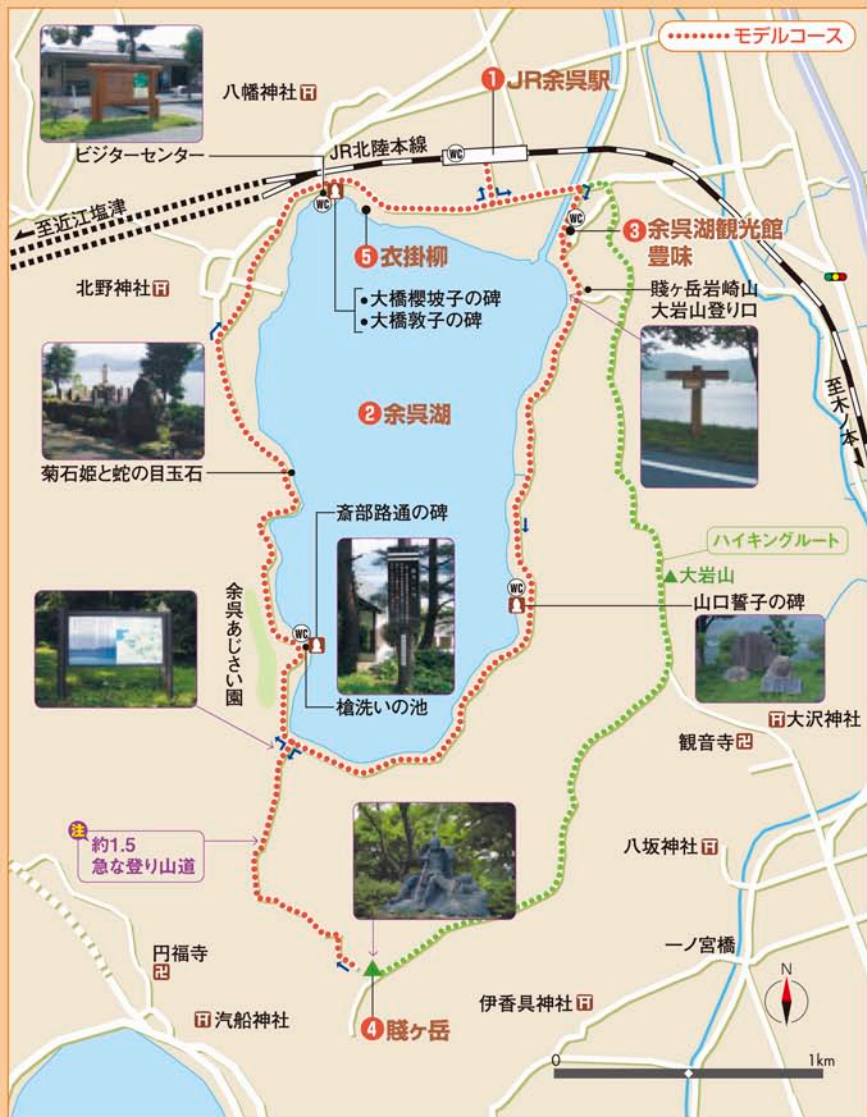 モデルコース
❶JR余呉駅
八幡神社
WC
JR北陸本線
ビジターセンター
WC
至近江塩津
WC
❸余呉湖観光館
豊味
❺衣掛柳
賤ヶ岳岩崎山
大岩山登り口
北野神社
●大橋櫻坡子の碑
●大橋敦子の碑
至木ノ本
❷余呉湖
菊石姫と蛇の目玉石
斎部路通の碑
ハイキングルート
▲大岩山
WC
山口誓子の碑
余呉あじさい園
WC
槍洗いの池
大沢神社
観音寺卍
注
約1.5
急な登り山道
八坂神社
一ノ宮橋
円福寺
卍
N
伊香具神社
汽船神社
❹賤ヶ岳
0
1km